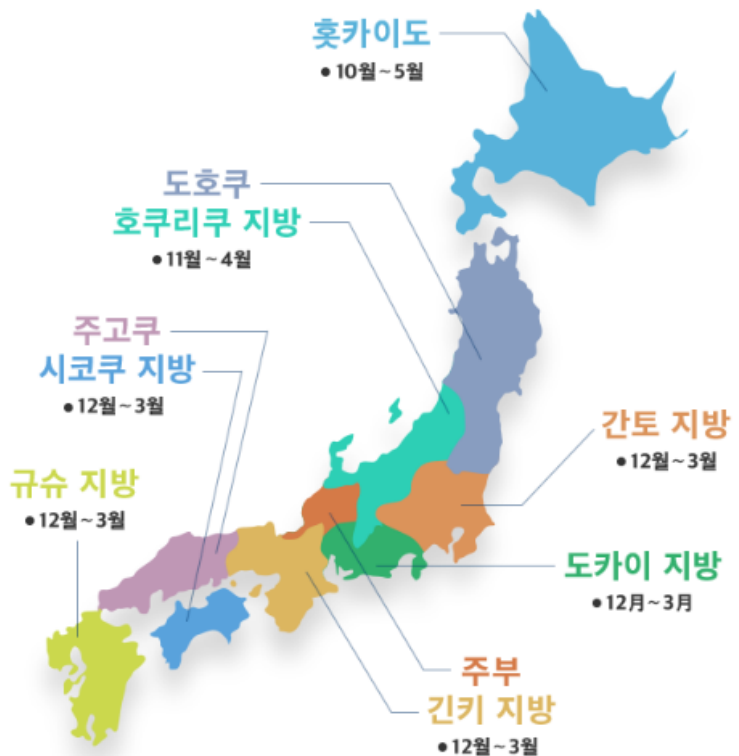 홋카이도
● 10월~5월
도호쿠
호쿠리쿠 지방
● 11월~4월
주고쿠
시코쿠 지방
● 12월~3월
간토 지방
● 12월~3월
규슈 지방
● 12월~3월
도카이 지방
● 12月~3月
주부
긴키 지방
● 12월~3월